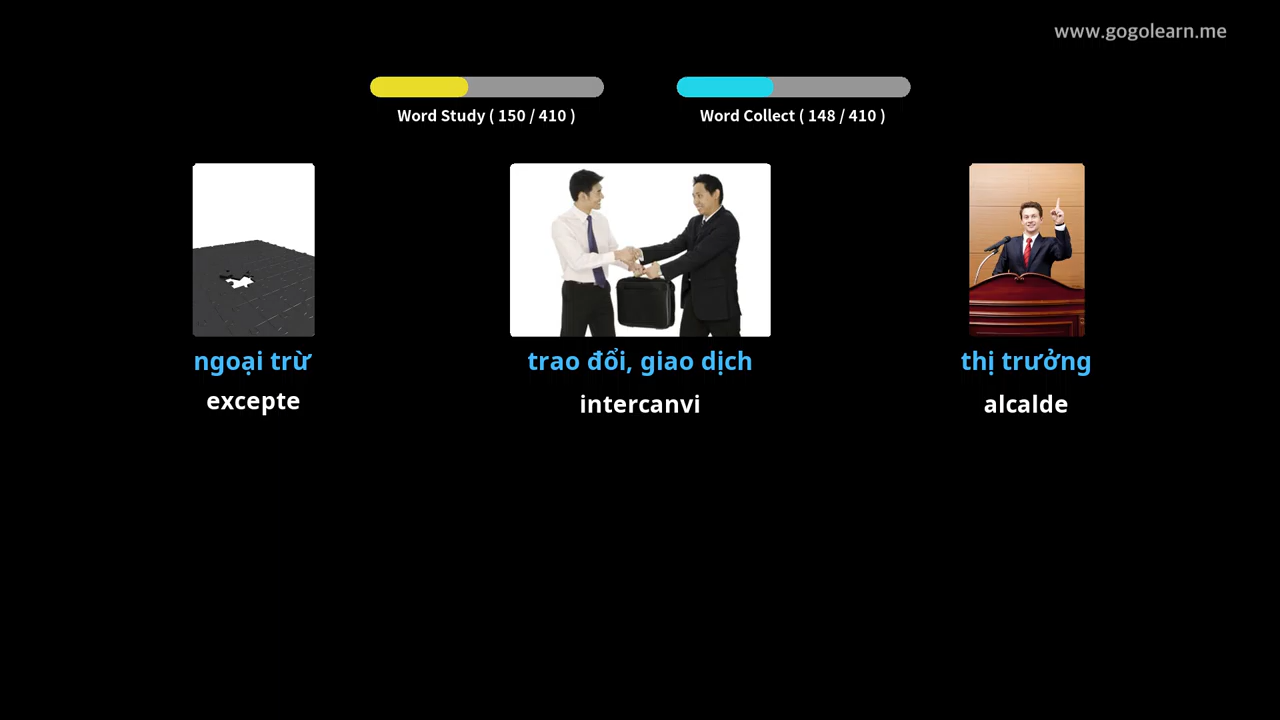 www.gogolearn.me
Word Study ( 150 / 410 )
Word Collect ( 148 / 410 )
ngoại trừ
excepte
trao đổi, giao dịch
intercanvi
thị trưởng
alcalde